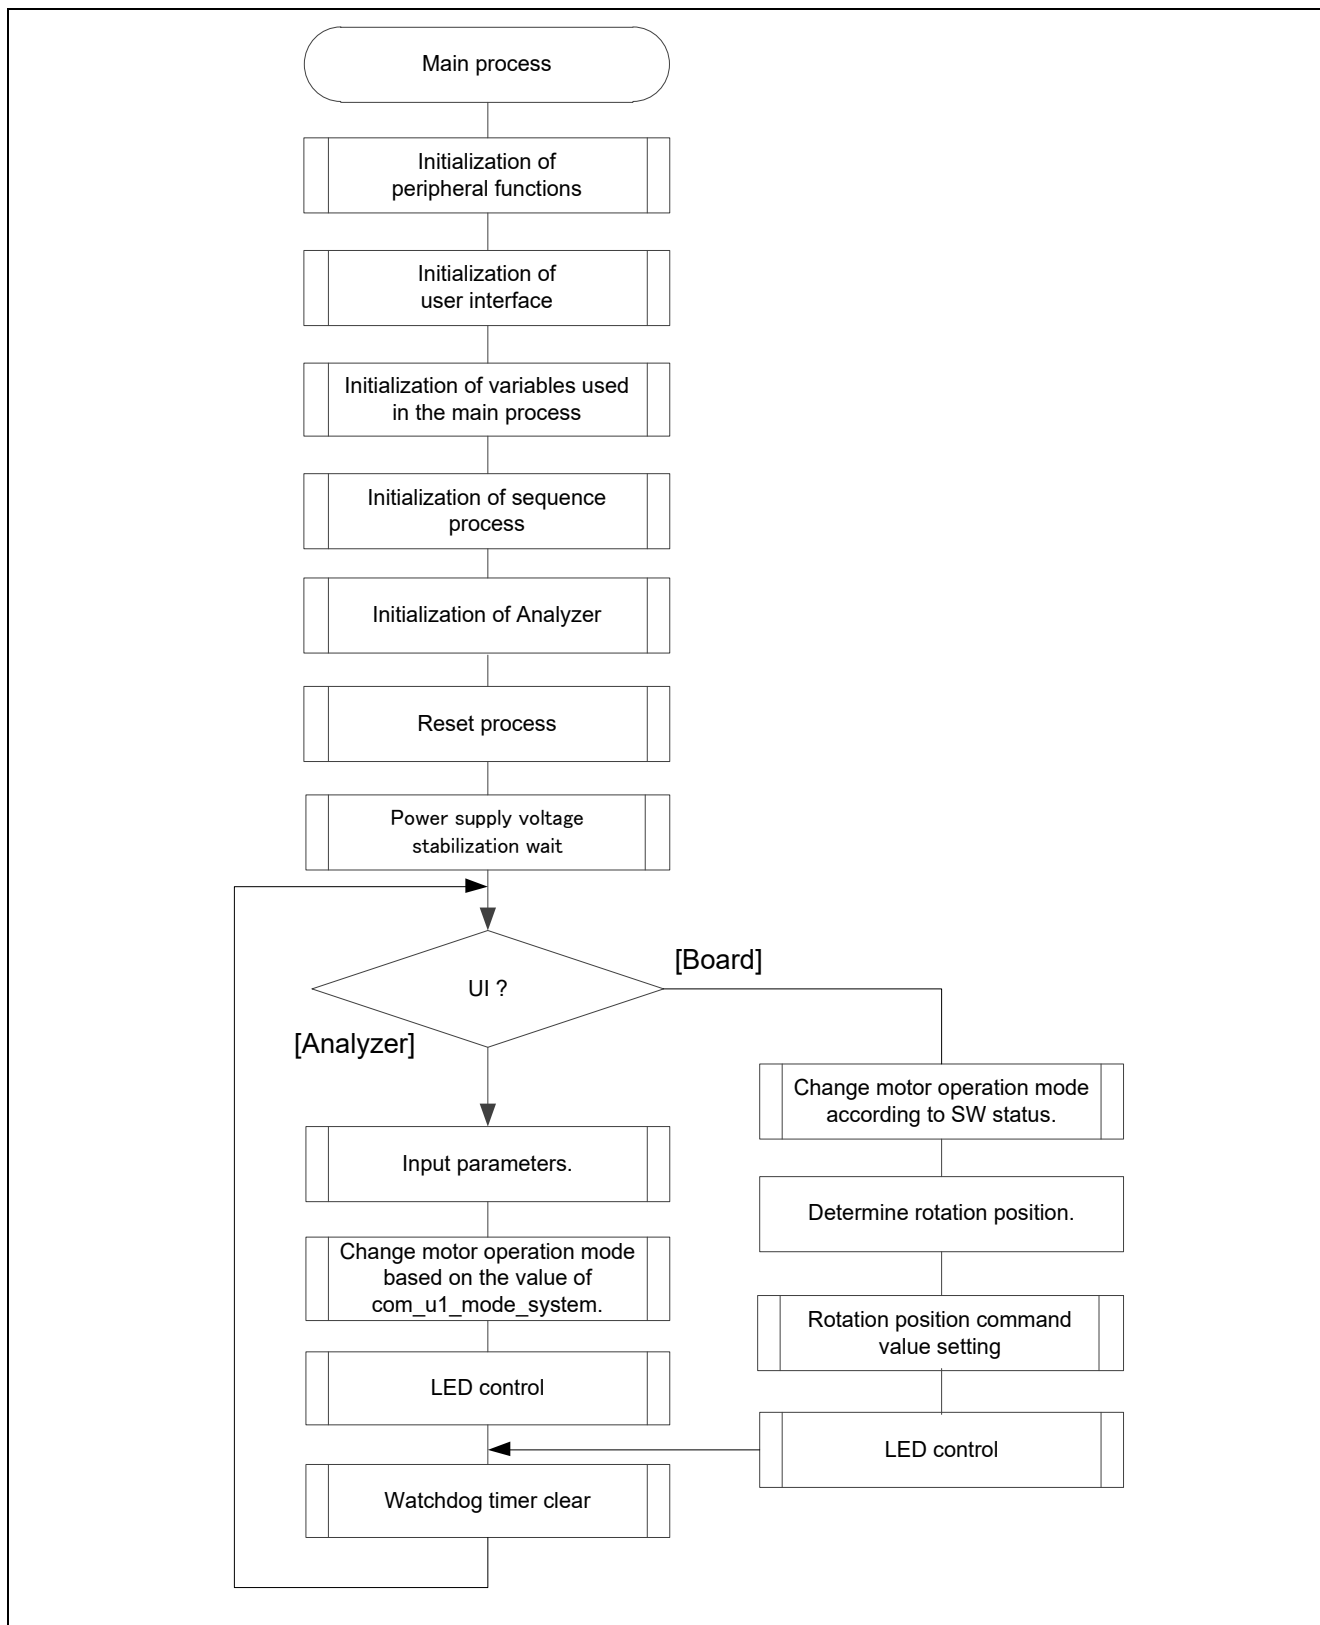 Main process
Initialization of
peripheral functions
Initialization of
user interface
Initialization of variables used
in the main process
Initialization of sequence
process
Initialization of Analyzer
Reset process
Power supply voltage
stabilization wait
UI ?
[Board]
[Analyzer]
Input parameters.
Change motor operation mode
based on the value of
com_u1_mode_system.
LED control
Change motor operation mode
according to SW status.
Determine rotation position.
Rotation position command
value setting
LED control
Watchdog timer clear